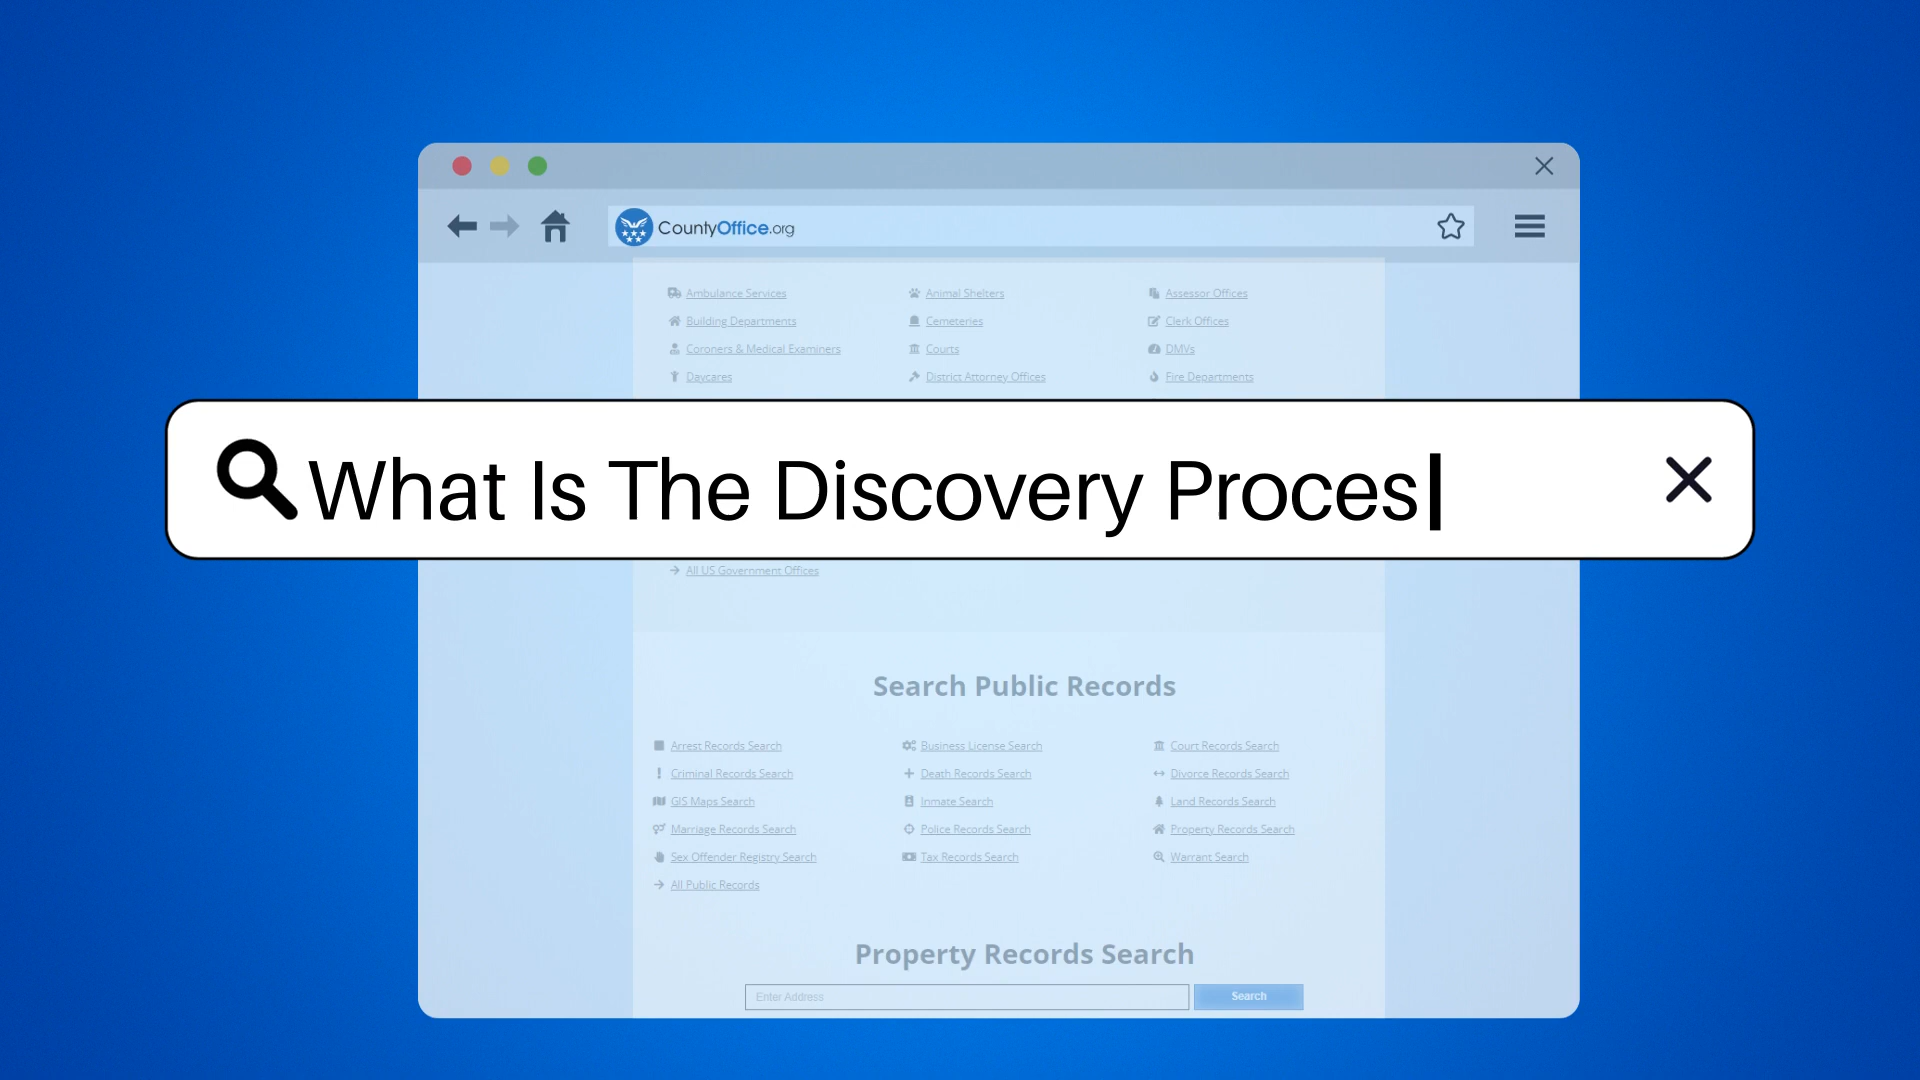 CountyOffice.org
Ambulance Services Animal Shelters Assessor Offices
Building Departments Cemeteries Clerk Offices
Coroners & Medical Examiners Courts DMVs
Daycares District Attorney Offices Fire Departments
What Is The Discovery Proces
All US Government Offices
Search Public Records
Arrest Records Search Business License Search Court Records Search
Criminal Records Search Death Records Search Divorce Records Search
GIS Maps Search Inmate Search Land Records Search
Marriage Records Search Police Records Search Property Records Search
Sex Offender Registry Search Tax Records Search Warrant Search
All Public Records
Property Records Search
Enter Address Search